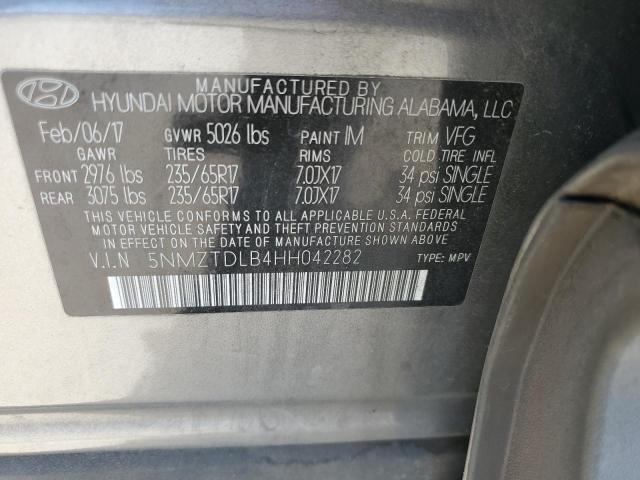 MANUFACTURED BY
HYUNDAI MOTOR MANUFACTURING ALABAMA, LLC
Feb/06/17 GVWR 5026 lbs PAINT IM TRIM VFG
GAWR TIRES RIMS COLD TIRE INFL
FRONT 2976 lbs 235/65R17 7.0JX17 34 psi SINGLE
REAR 3075 lbs 235/65R17 7.0JX17 34 psi SINGLE
THIS VEHICLE CONFORMS TO ALL APPLICABLE U.S.A. FEDERAL
MOTOR VEHICLE SAFETY, BUMPER, AND THEFT PREVENTION
STANDARDS IN EFFECT ON THE DATE OF MANUFACTURE SHOWN ABOVE.
V.I.N 5NMZTDLB4HH042282 TYPE: MPV